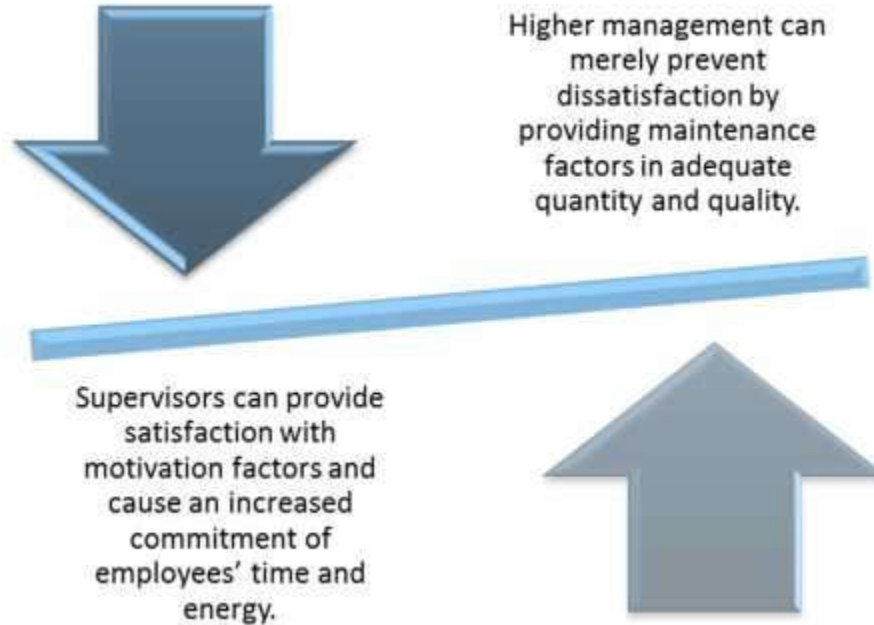 Higher management can
merely prevent
dissatisfaction by
providing maintenance
factors in adequate
quantity and quality.
Supervisors can provide
satisfaction with
motivation factors and
cause an increased
commitment of
employees’ time and
energy.